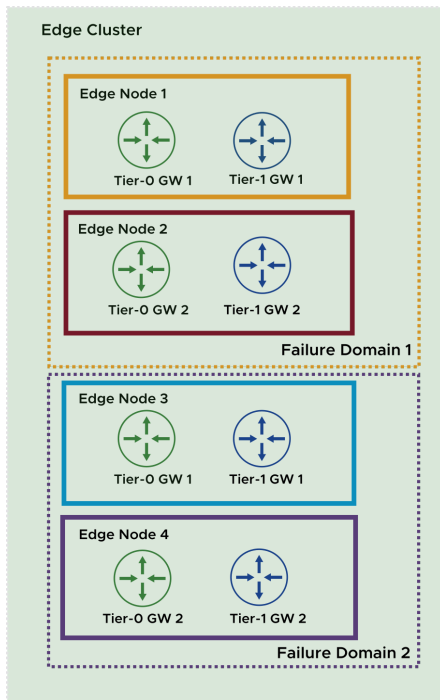 Edge Cluster
Edge Node 1
Tier-0 GW 1
Tier-1 GW 1
Edge Node 2
Tier-0 GW 2
Tier-1 GW 2
Failure Domain 1
Edge Node 3
Tier-0 GW 1
Tier-1 GW 1
Edge Node 4
Tier-0 GW 2
Tier-1 GW 2
Failure Domain 2